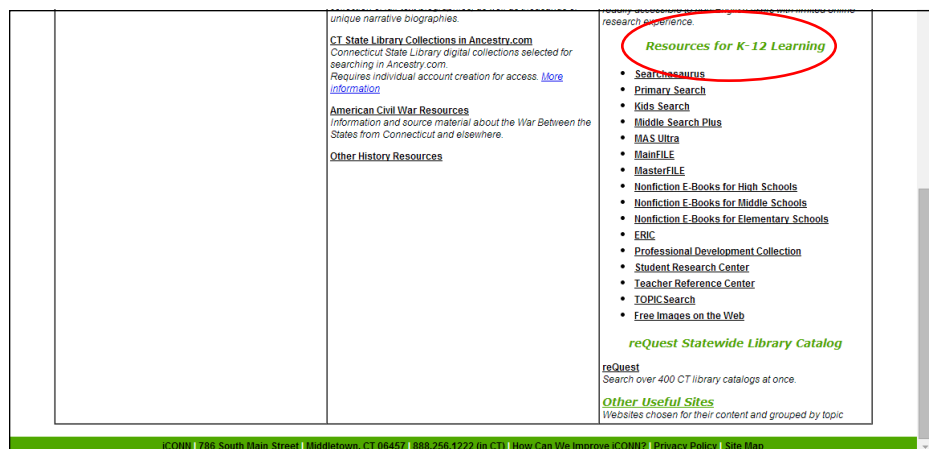 unique narrative biographies.
CT State Library Collections in Ancestry.com
Connecticut State Library digital collections selected for
searching in Ancestry.com.
Requires individual account creation for access. More
information
American Civil War Resources
Information and source material about the War Between the
States from Connecticut and elsewhere.
Other History Resources
research experience.
Resources for K-12 Learning
• Searchasaurus
• Primary Search
• Kids Search
• Middle Search Plus
• MAS Ultra
• MainFILE
• MasterFILE
• Nonfiction E-Books for High Schools
• Nonfiction E-Books for Middle Schools
• Nonfiction E-Books for Elementary Schools
• ERIC
• Professional Development Collection
• Student Research Center
• Teacher Reference Center
• TOPICSearch
• Free Images on the Web
reQuest Statewide Library Catalog
reQuest
Search over 400 CT library catalogs at once.
Other Useful Sites
Websites chosen for their content and grouped by topic
iCONN | 786 South Main Street | Middletown, CT 06457 | 888.256.1222 (in CT) | How Can We Improve iCONN? | Privacy Policy | Site Map